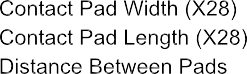 Contact Pad Width (X28)
Contact Pad Length (X28)
Distance Between Pads